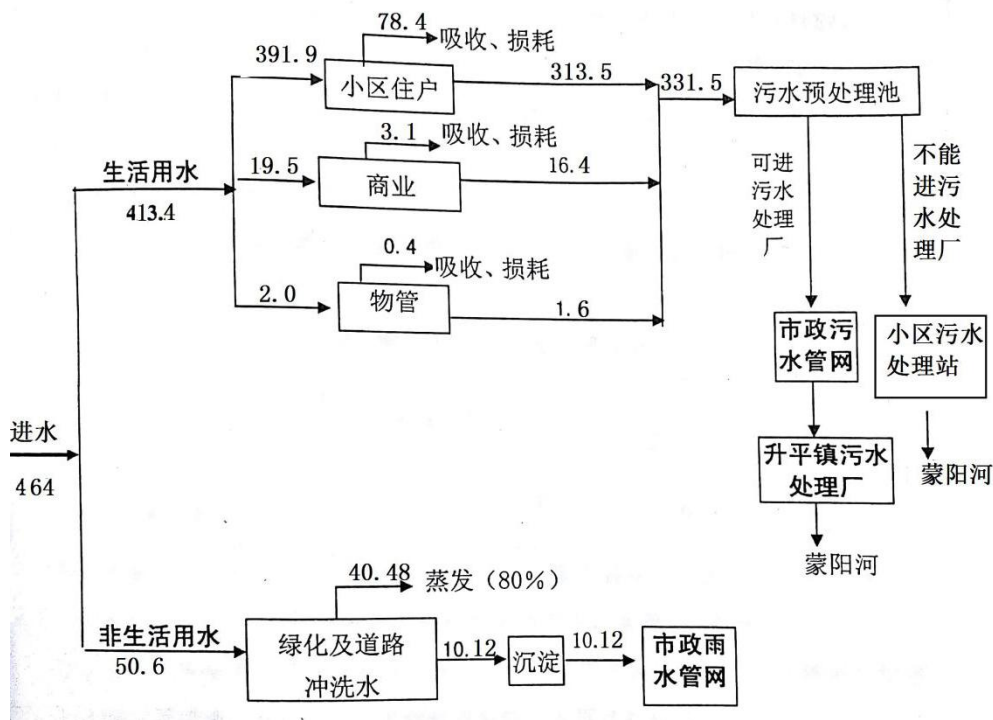 78.4
吸收、损耗
391.9
小区住户
313.5
331.5
污水预处理池
3.1
吸收、损耗
生活用水
413.4
19.5
商业
16.4
可进
污水
处理
厂
不能
进污
水处
理厂
0.4
吸收、损耗
2.0
物管
1.6
市政污
水管网
小区污水
处理站
进水
464
升平镇污水
处理厂
蒙阳河
蒙阳河
40.48
蒸发（80%）
非生活用水
50.6
绿化及道路
冲洗水
10.12
沉淀
10.12
市政雨
水管网